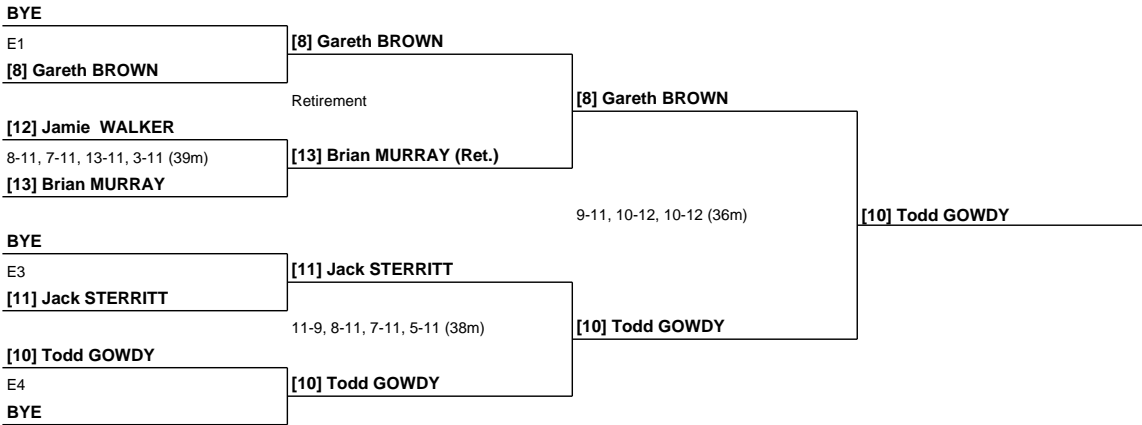 BYE
E1
[8] Gareth BROWN
[8] Gareth BROWN
Retirement
[8] Gareth BROWN
[12] Jamie  WALKER
8-11, 7-11, 13-11, 3-11 (39m)
[13] Brian MURRAY (Ret.)
[13] Brian MURRAY
9-11, 10-12, 10-12 (36m)
[10] Todd GOWDY
BYE
E3
[11] Jack STERRITT
[11] Jack STERRITT
11-9, 8-11, 7-11, 5-11 (38m)
[10] Todd GOWDY
[10] Todd GOWDY
E4
[10] Todd GOWDY
BYE